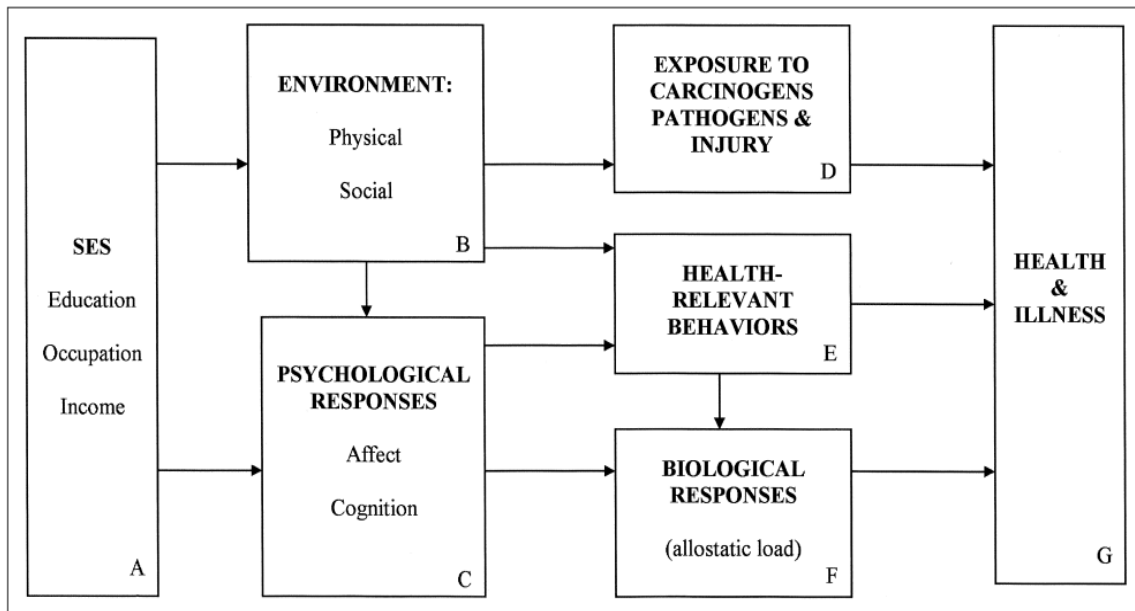 SES
Education
Occupation
Income
A
ENVIRONMENT:
Physical
Social
B
PSYCHOLOGICAL
RESPONSES
Affect
Cognition
C
EXPOSURE TO
CARCINOGENS
PATHOGENS &
INJURY
D
HEALTH-
RELEVANT
BEHAVIORS
E
BIOLOGICAL
RESPONSES
(allostatic load)
F
HEALTH
&
ILLNESS
G